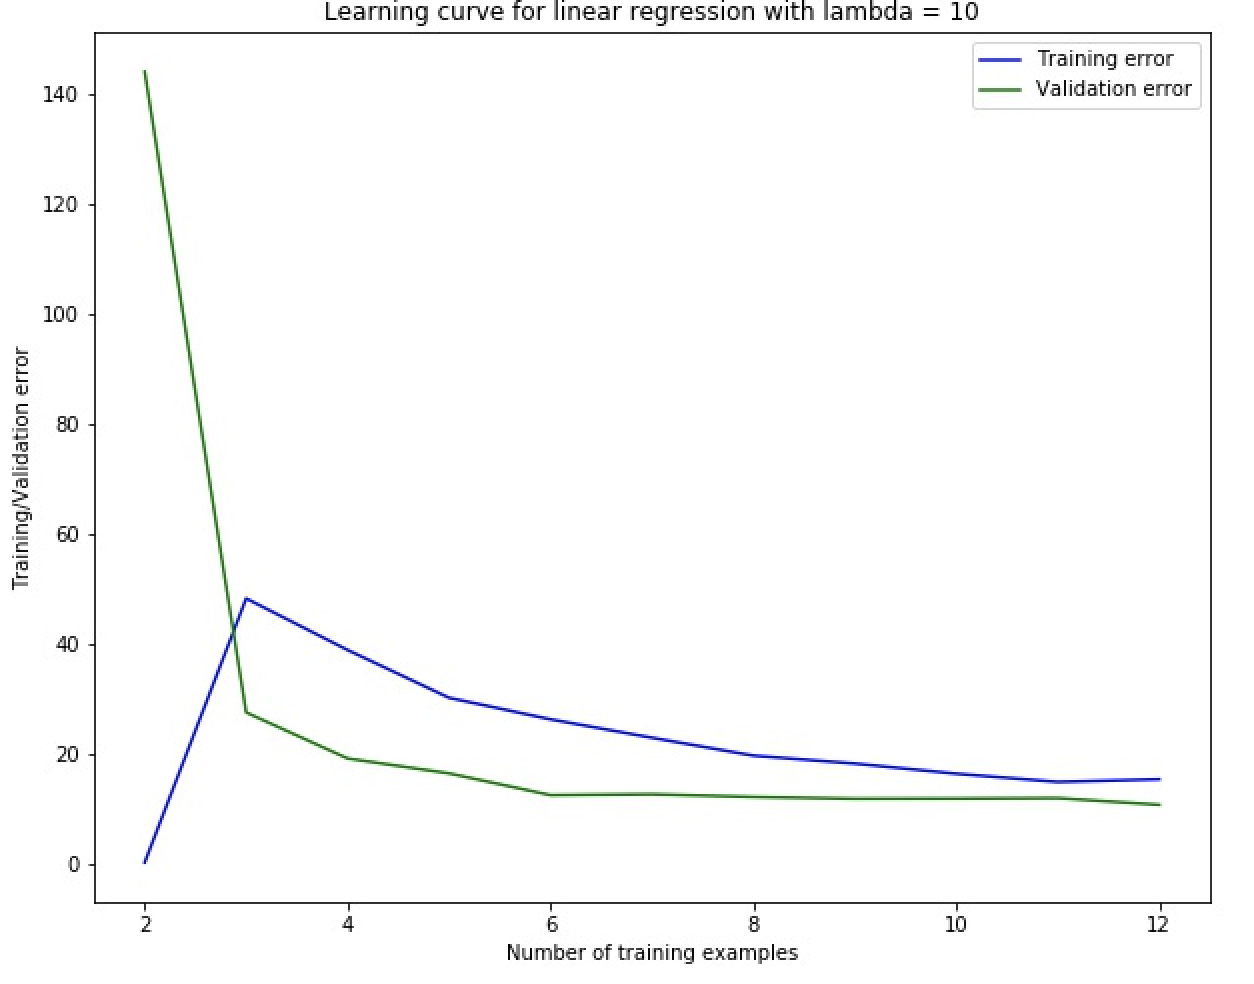 Learning curve for linear regression with lambda = 10
Training error
Validation error
140
120
100
80
60
40
20
0
Training/Validation error
2 4 6 8 10 12
Number of training examples